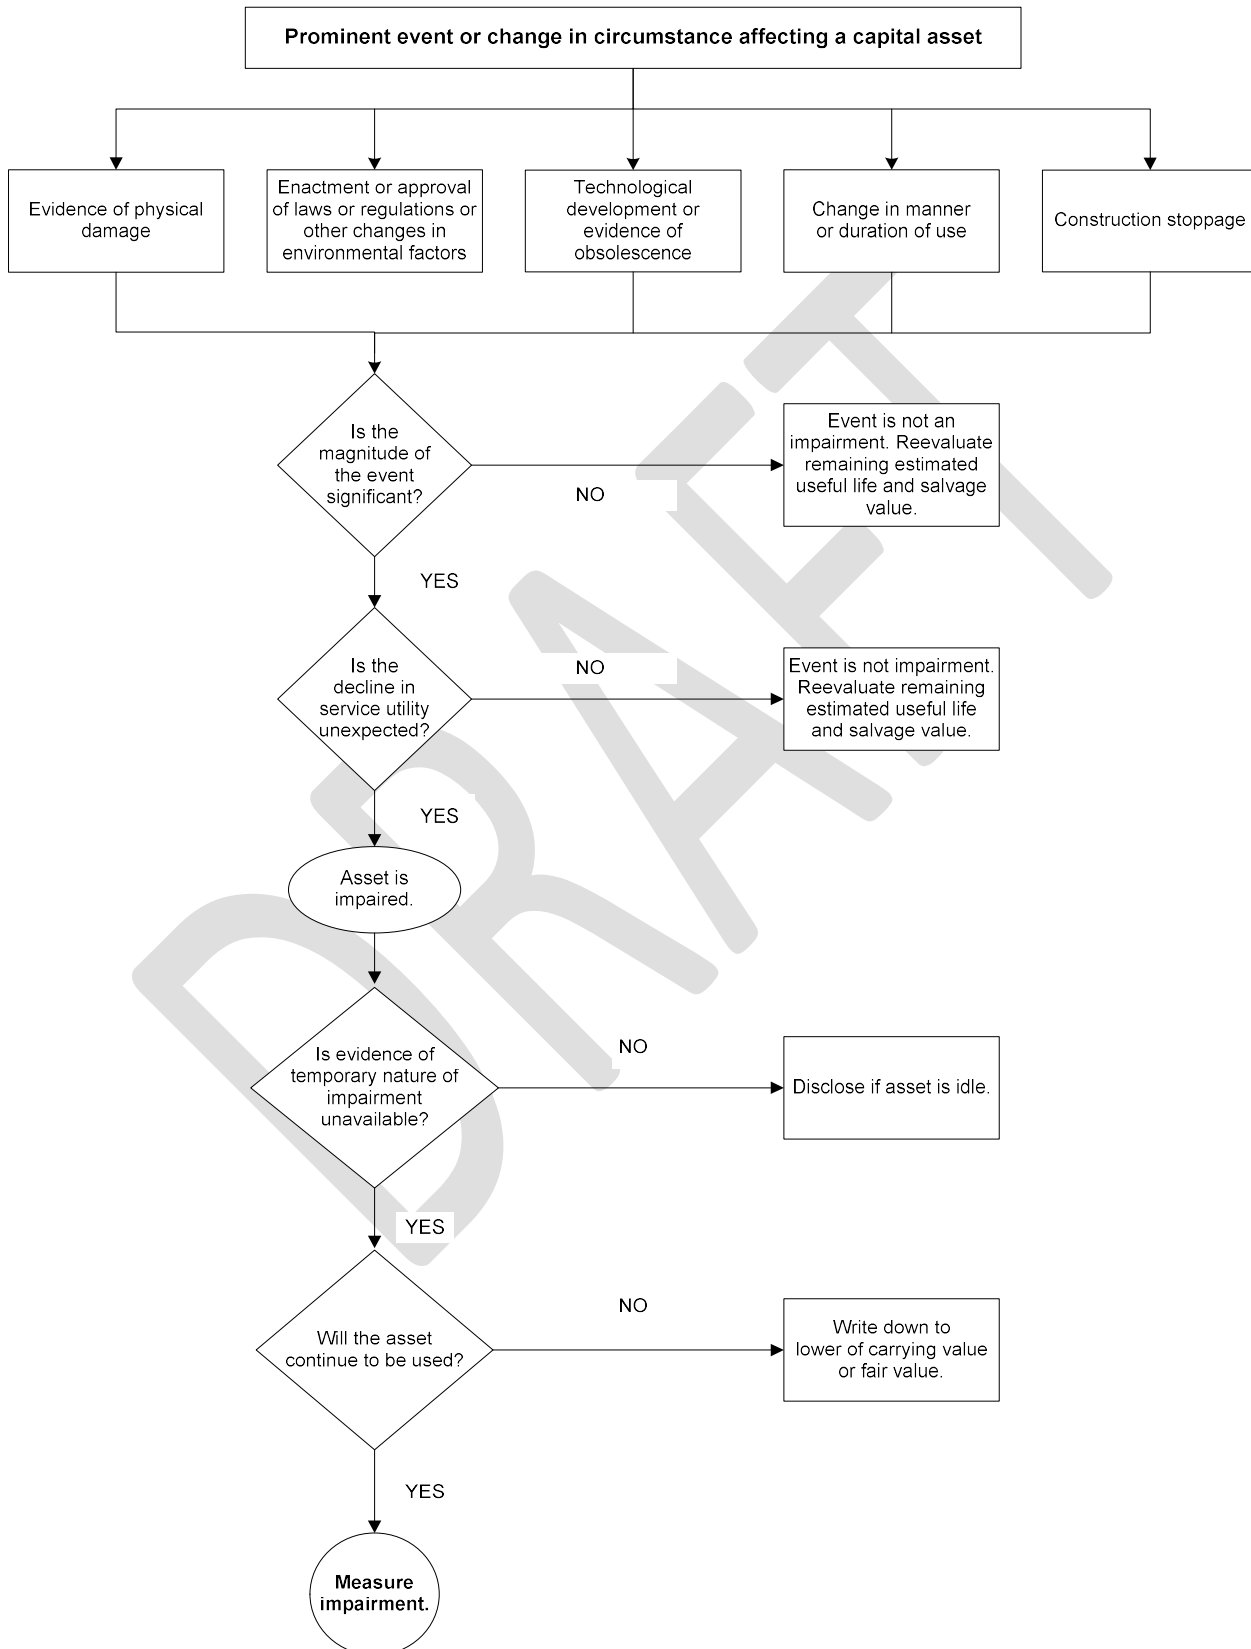 Prominent event or change in circumstance affecting a capital asset
Evidence of physical
damage
Enactment or approval
of laws or regulations or
other changes in
environmental factors
Technological
development or
evidence of
obsolescence
Change in manner
or duration of use
Construction stoppage
Is the
magnitude of
the event
significant?
NO
Event is not an
impairment. Reevaluate
remaining estimated
useful life and salvage
value.
YES
Is the
decline in
service utility
unexpected?
NO
Event is not impairment.
Reevaluate remaining
estimated useful life
and salvage value.
YES
Asset is
impaired.
Is evidence of
temporary nature of
impairment
unavailable?
NO
Disclose if asset is idle.
YES
Will the asset
continue to be used?
NO
Write down to
lower of carrying value
or fair value.
YES
Measure
impairment.
DRAFT